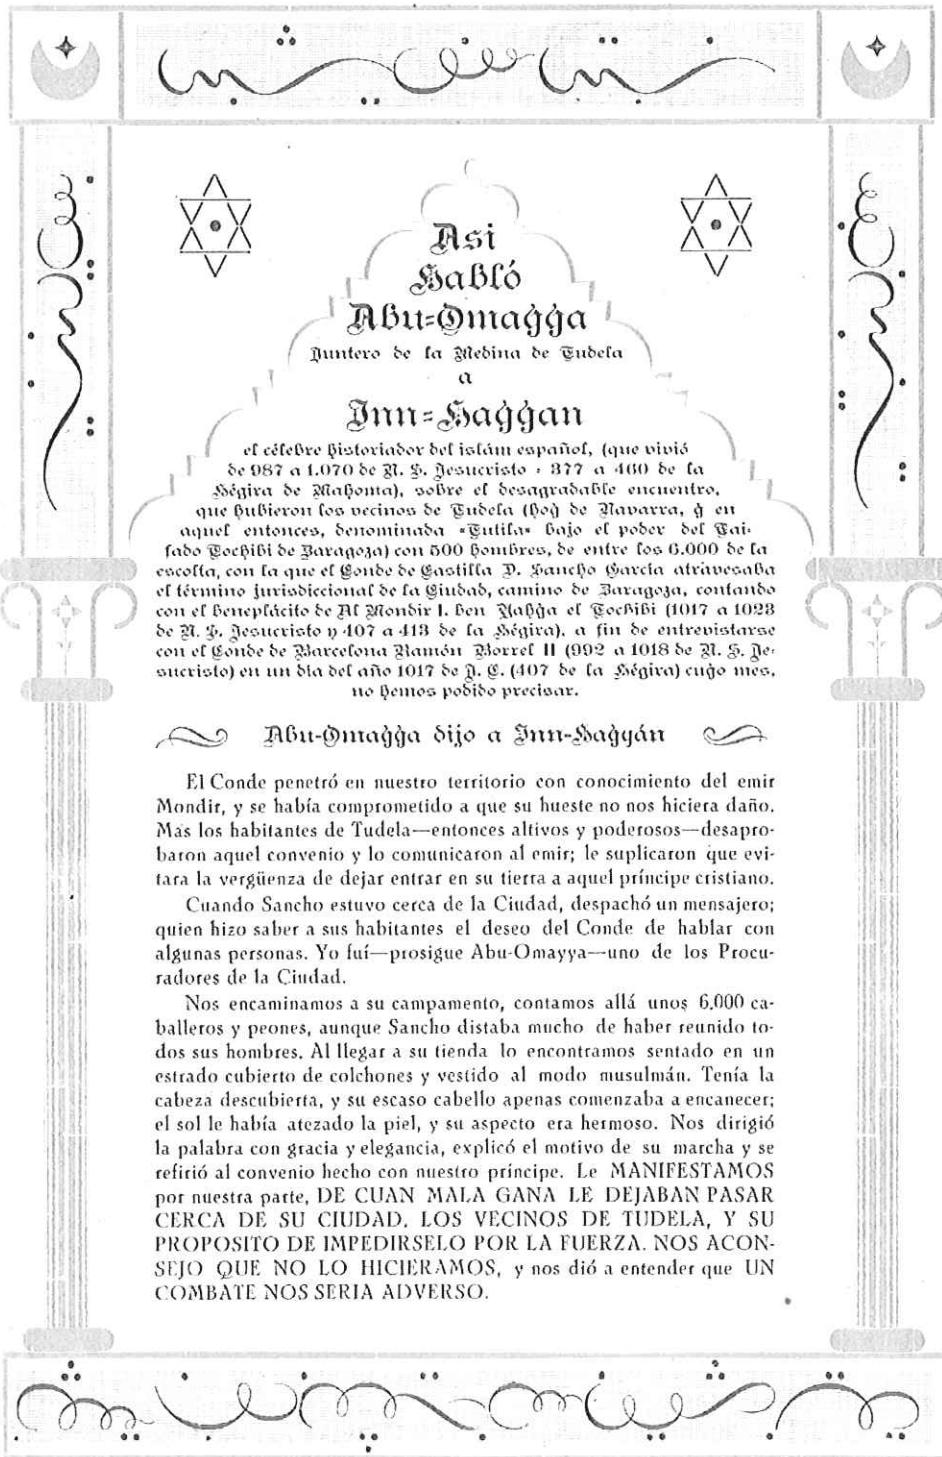 Asi
Habló
Abu-Omayya
Juntero de la Medina de Tudela
a
Inn-Hayyan
el célebre historiador del islám español, (que vivió
de 987 a 1.070 de N. S. Jesucristo : 377 a 460 de la
Hégira de Mahoma), sobre el desagradable encuentro,
que hubieron los vecinos de Tudela (hoy de Navarra, y en
aquel entonces, denominada «Tutila» bajo el poder del Tai-
fado Tochibi de Zaragoza) con 500 hombres, de entre los 6.000 de la
escolta, con la que el Conde de Castilla D. Sancho García atravesaba
el término jurisdiccional de la Ciudad, camino de Zaragoza, contando
con el beneplácito de Al Mondir I. ben Yahya el Tochibi (1017 a 1023
de N. S. Jesucristo y 407 a 413 de la Hégira), a fin de entrevistarse
con el Conde de Barcelona Ramón Borrel II (992 a 1018 de N. S. Je-
sucristo) en un día del año 1017 de J. C. (407 de la Hégira) cuyo mes,
no hemos podido precisar.
Abu-Omayya dijo a Inn-Hayyán
El Conde penetró en nuestro territorio con conocimiento del emir
Mondir, y se había comprometido a que su hueste no nos hiciera daño.
Mas los habitantes de Tudela—entonces altivos y poderosos—desapro-
baron aquel convenio y lo comunicaron al emir; le suplicaron que evi-
tara la vergüenza de dejar entrar en su tierra a aquel príncipe cristiano.
Cuando Sancho estuvo cerca de la Ciudad, despachó un mensajero;
quien hizo saber a sus habitantes el deseo del Conde de hablar con
algunas personas. Yo fuí—prosigue Abu-Omayya—uno de los Procu-
radores de la Ciudad.
Nos encaminamos a su campamento, contamos allá unos 6.000 ca-
balleros y peones, aunque Sancho distaba mucho de haber reunido to-
dos sus hombres. Al llegar a su tienda lo encontramos sentado en un
estrado cubierto de colchones y vestido al modo musulmán. Tenía la
cabeza descubierta, y su escaso cabello apenas comenzaba a encanecer;
el sol le había atezado la piel, y su aspecto era hermoso. Nos dirigió
la palabra con gracia y elegancia, explicó el motivo de su marcha y se
refirió al convenio hecho con nuestro príncipe. Le MANIFESTAMOS
por nuestra parte, DE CUAN MALA GANA LE DEJABAN PASAR
CERCA DE SU CIUDAD, LOS VECINOS DE TUDELA, Y SU
PROPOSITO DE IMPEDIRSELO POR LA FUERZA. NOS ACON-
SEJO QUE NO LO HICIERAMOS, y nos dió a entender que UN
COMBATE NOS SERIA ADVERSO.